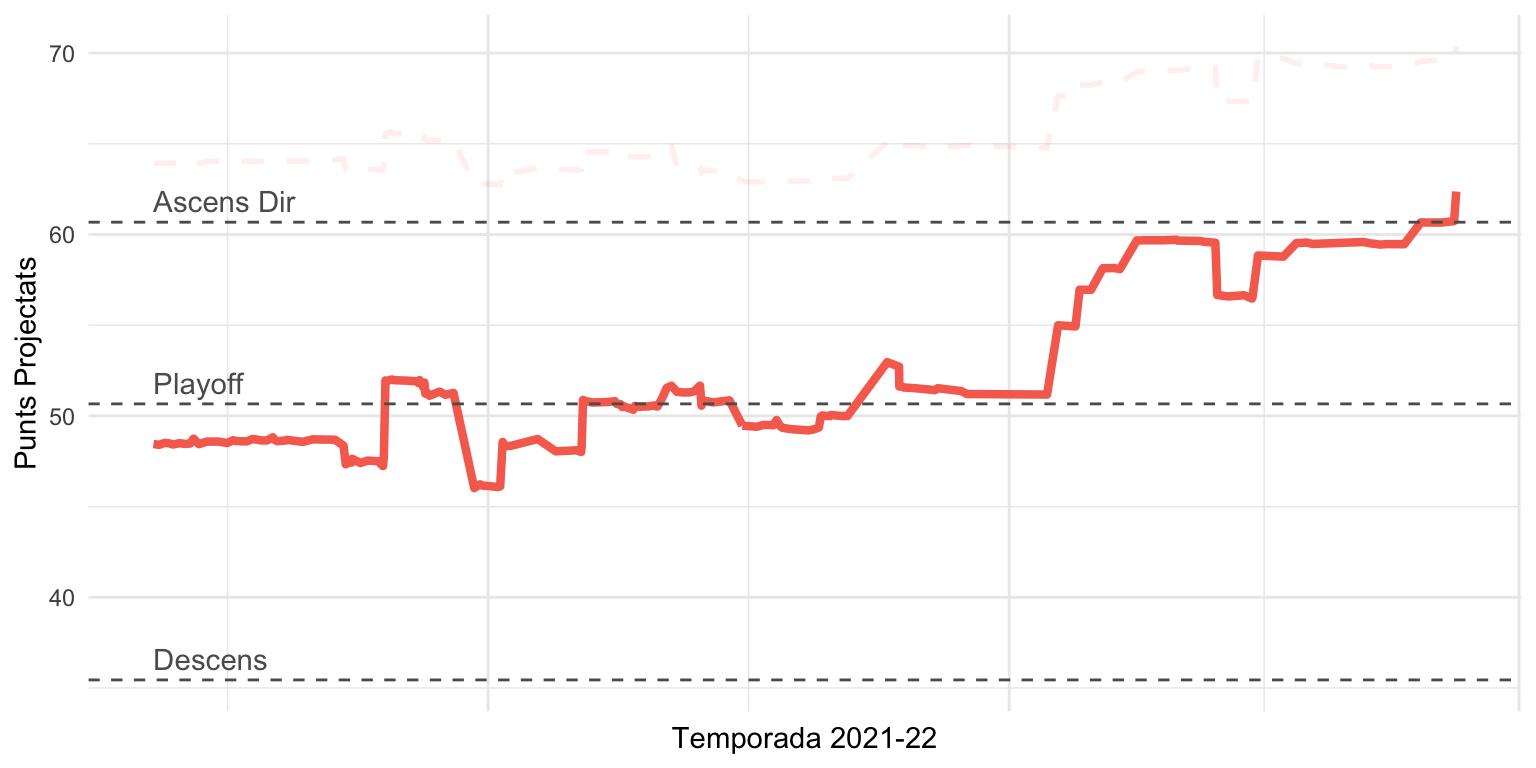 70
Ascens Dir
60
Playoff
50
40
Descens
Punts Projectats
Temporada 2021-22